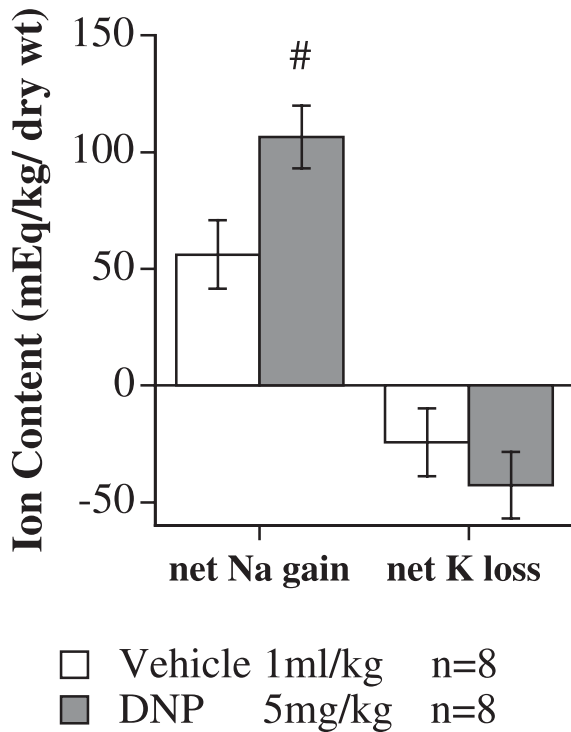 Ion Content (mEq/kg/ dry wt)
150
100
50
0
-50
#
net Na gain net K loss
Vehicle 1ml/kg n=8
DNP 5mg/kg n=8